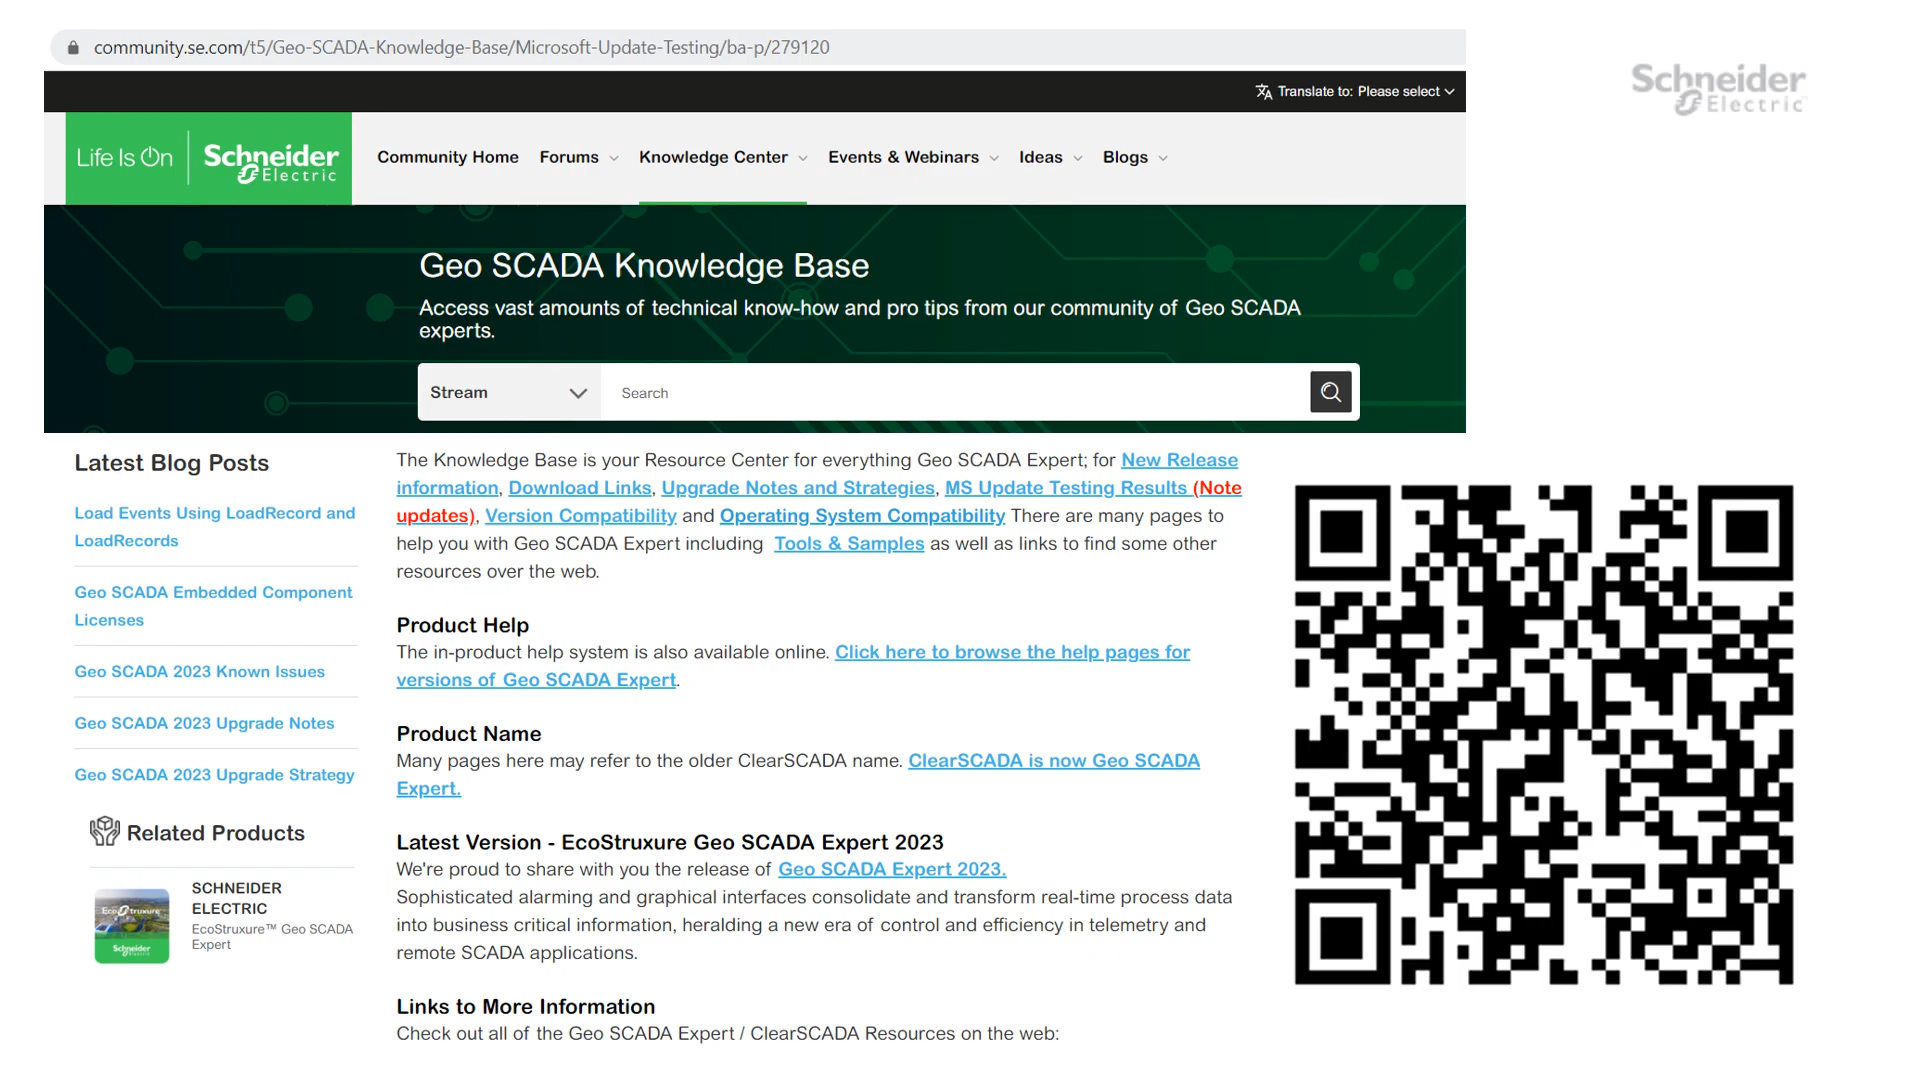 community.se.com/t5/Geo-SCADA-Knowledge-Base/Microsoft-Update-Testing/ba-p/279120
Schneider
Electric
Translate to: Please select
Life Is On
Schneider
Electric
Community Home
Forums
Knowledge Center
Events & Webinars
Ideas
Blogs
Geo SCADA Knowledge Base
Access vast amounts of technical know-how and pro tips from our community of Geo SCADA
experts.
Stream
Search
Latest Blog Posts
Load Events Using LoadRecord and
LoadRecords
Geo SCADA Embedded Component
Licenses
Geo SCADA 2023 Known Issues
Geo SCADA 2023 Upgrade Notes
Geo SCADA 2023 Upgrade Strategy
Related Products
EcoStruxure
Schneider
Electric
SCHNEIDER
ELECTRIC
EcoStruxure™ Geo SCADA
Expert
The Knowledge Base is your Resource Center for everything Geo SCADA Expert; for New Release
information, Download Links, Upgrade Notes and Strategies, MS Update Testing Results (Note
updates), Version Compatibility and Operating System Compatibility There are many pages to
help you with Geo SCADA Expert including Tools & Samples as well as links to find some other
resources over the web.
Product Help
The in-product help system is also available online. Click here to browse the help pages for
versions of Geo SCADA Expert.
Product Name
Many pages here may refer to the older ClearSCADA name. ClearSCADA is now Geo SCADA
Expert.
Latest Version - EcoStruxure Geo SCADA Expert 2023
We're proud to share with you the release of Geo SCADA Expert 2023.
Sophisticated alarming and graphical interfaces consolidate and transform real-time process data
into business critical information, heralding a new era of control and efficiency in telemetry and
remote SCADA applications.
Links to More Information
Check out all of the Geo SCADA Expert / ClearSCADA Resources on the web: